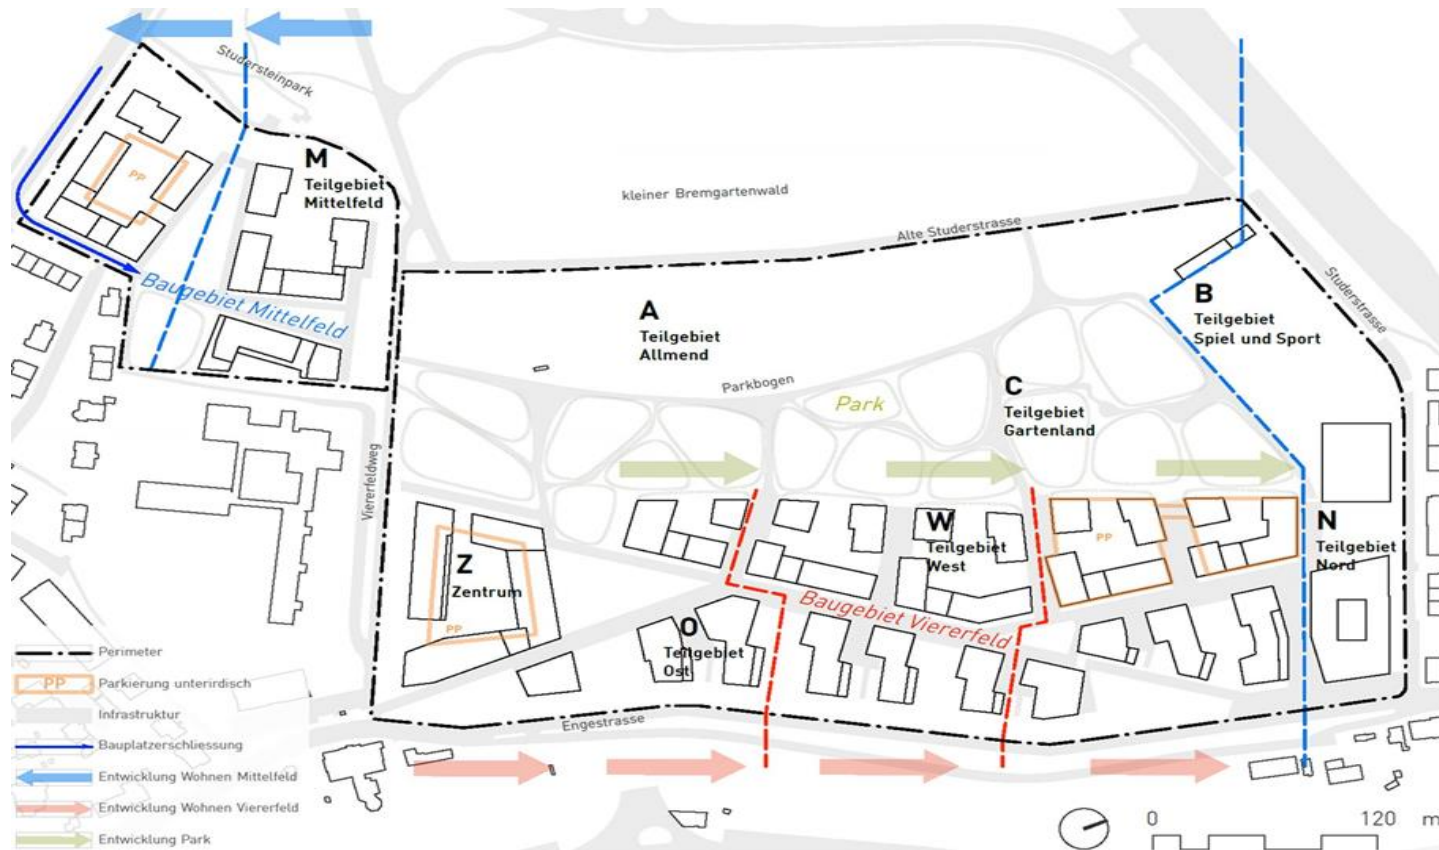 Studersteinpark
M
Teilgebiet
Mittelfeld
PP
Baugebiet Mittelfeld
kleiner Bremgartenwald
Alte Studerstrasse
Studerstrasse
A
Teilgebiet
Allmend
B
Teilgebiet
Spiel und Sport
Parkbogen
Park
C
Teilgebiet
Gartenland
Viererfeldweg
Z
Zentrum
PP
W
Teilgebiet
West
PP
N
Teilgebiet
Nord
Baugebiet Viererfeld
O
Teilgebiet
Ost
Engestrasse
Perimeter
PP Parkierung unterirdisch
Infrastruktur
Bauplatzerschliessung
Entwicklung Wohnen Mittelfeld
Entwicklung Wohnen Viererfeld
Entwicklung Park
0 120 m